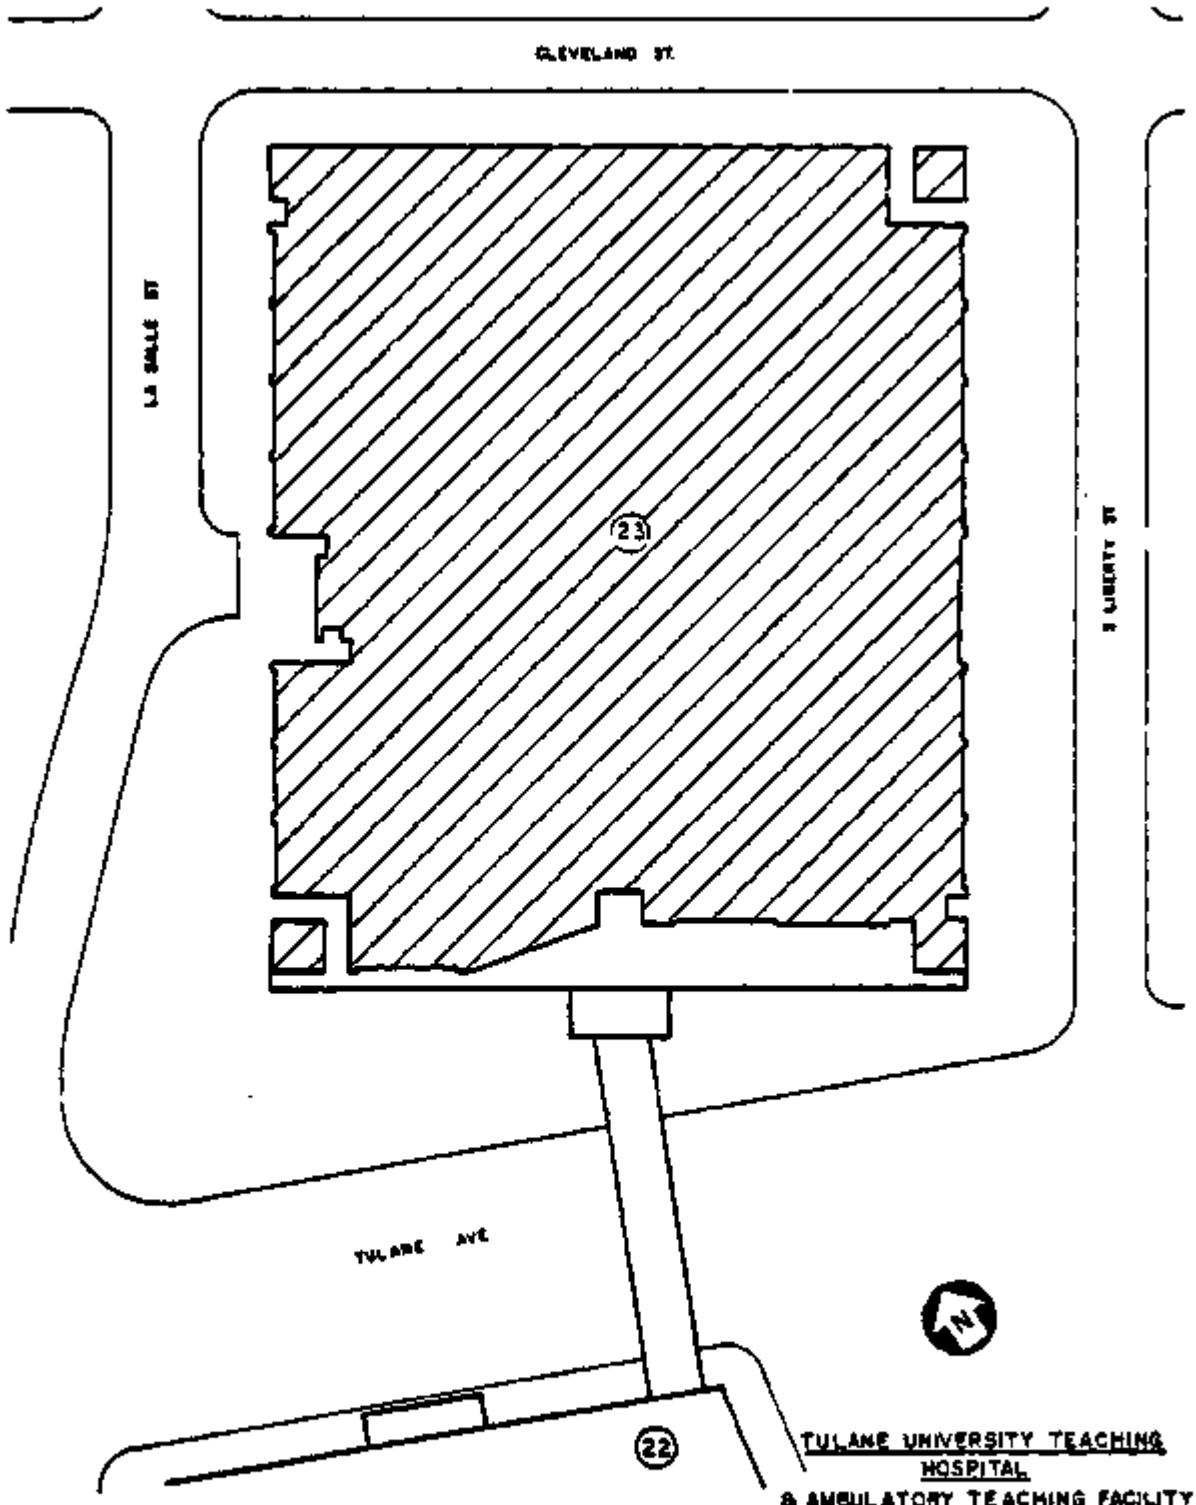 CLEVELAND ST.
LA SALLE ST
23
S LIBERTY ST
TULANE AVE
N
22
TULANE UNIVERSITY TEACHING
HOSPITAL
& AMBULATORY TEACHING FACILITY